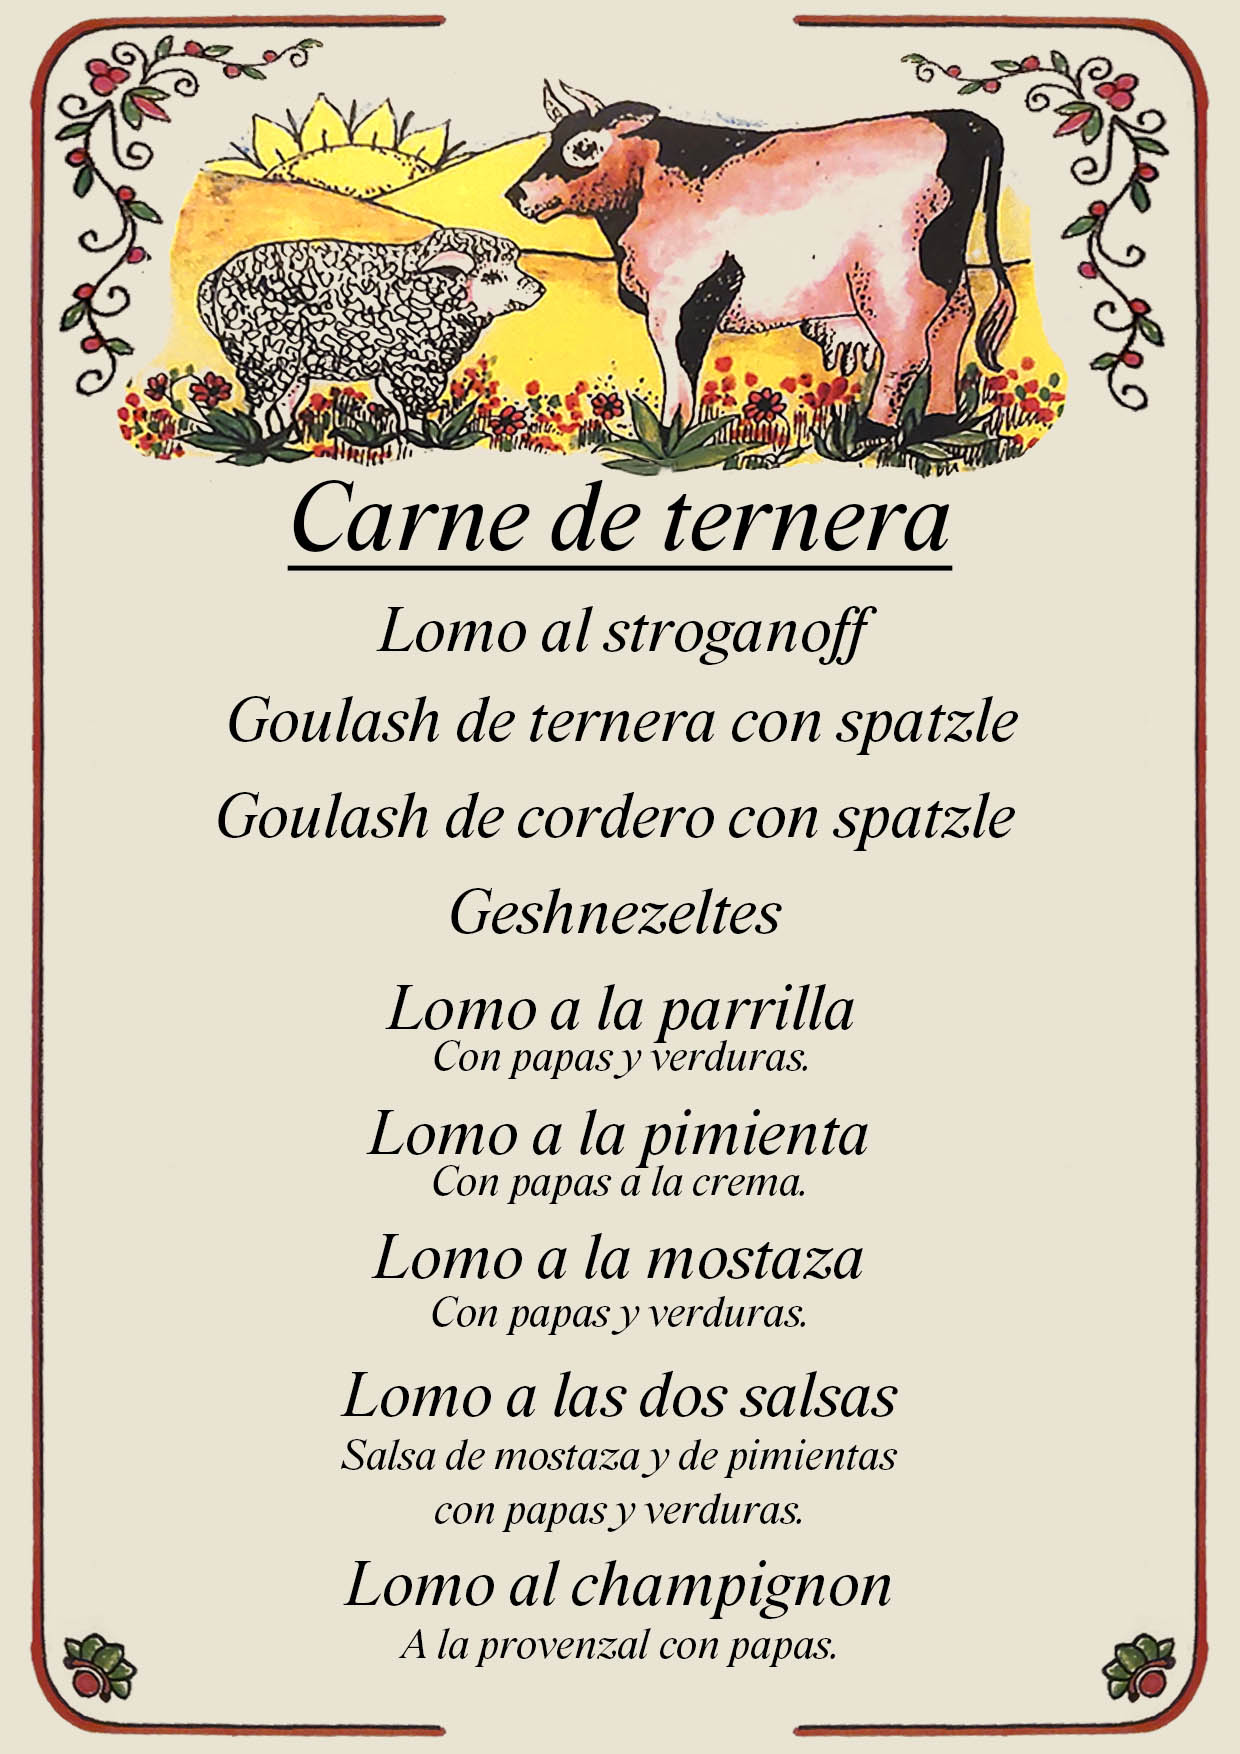 Carne de ternera
Lomo al stroganoff
Goulash de ternera con spatzle
Goulash de cordero con spatzle
Geshnezeltes
Lomo a la parrilla
Con papas y verduras.
Lomo a la pimienta
Con papas a la crema.
Lomo a la mostaza
Con papas y verduras.
Lomo a las dos salsas
Salsa de mostaza y de pimientas
con papas y verduras.
Lomo al champignon
A la provenzal con papas.